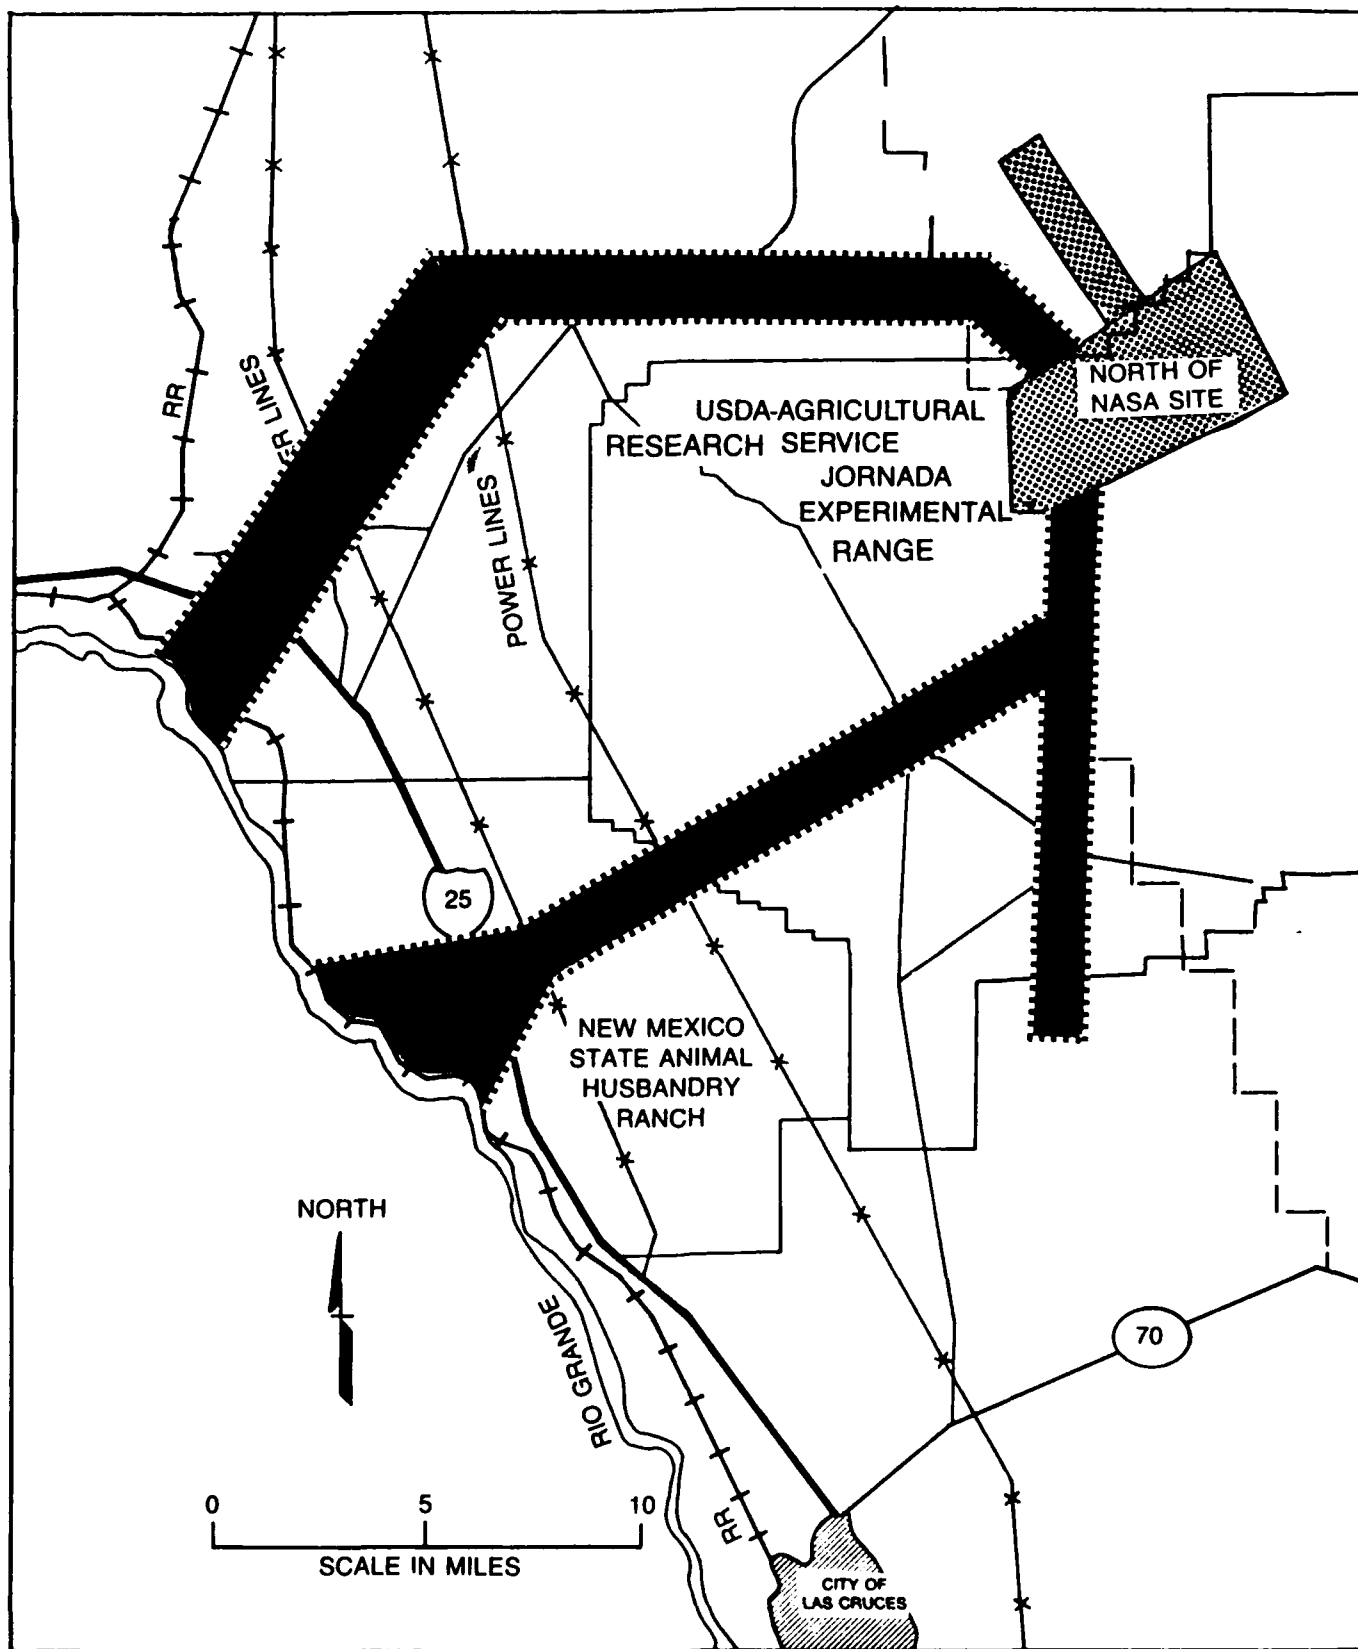 NORTH OF
NASA SITE
RR
ER LINES
USDA-AGRICULTURAL
RESEARCH SERVICE
JORNADA
EXPERIMENTAL
RANGE
POWER LINES
25
NEW MEXICO
STATE ANIMAL
HUSBANDRY
RANCH
NORTH
RIO GRANDE
70
0 5 10
SCALE IN MILES
RR
CITY OF
LAS CRUCES